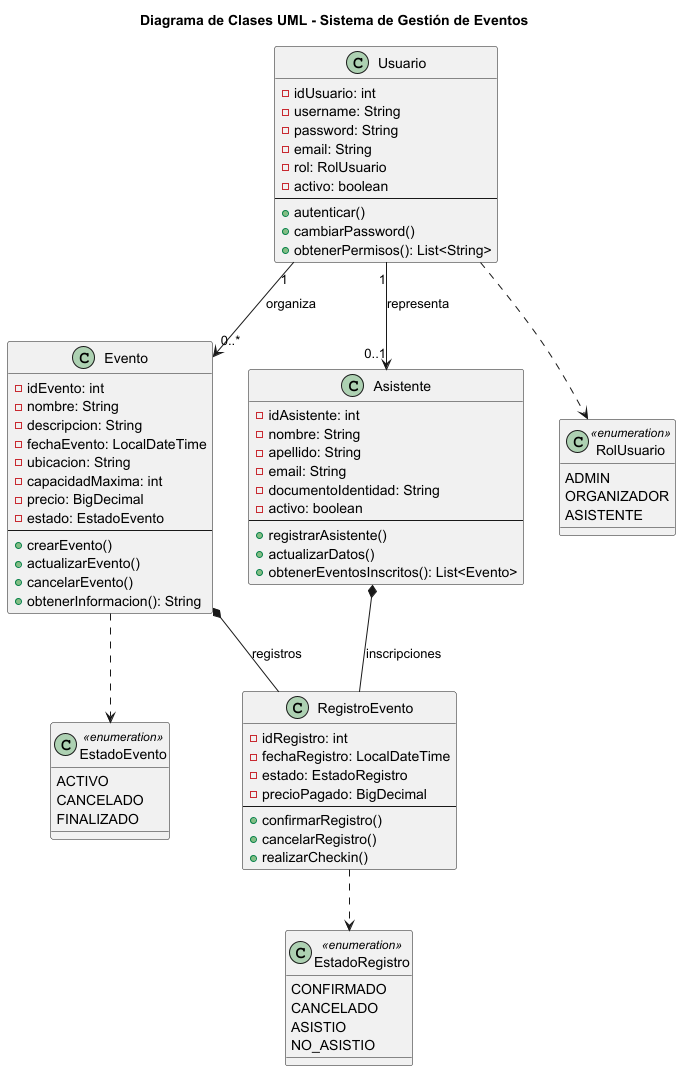 Diagrama de Clases UML - Sistema de Gestión de Eventos
C Usuario
idUsuario: int
username: String
password: String
email: String
rol: RolUsuario
activo: boolean
autenticar()
cambiarPassword()
obtenerPermisos(): List<String>
1
organiza
0..*
1
representa
0..1
C Evento
idEvento: int
nombre: String
descripcion: String
fechaEvento: LocalDateTime
ubicacion: String
capacidadMaxima: int
precio: BigDecimal
estado: EstadoEvento
crearEvento()
actualizarEvento()
cancelarEvento()
obtenerInformacion(): String
C Asistente
idAsistente: int
nombre: String
apellido: String
email: String
documentoIdentidad: String
activo: boolean
registrarAsistente()
actualizarDatos()
obtenerEventosInscritos(): List<Evento>
C «enumeration»
RolUsuario
ADMIN
ORGANIZADOR
ASISTENTE
registros
inscripciones
C «enumeration»
EstadoEvento
ACTIVO
CANCELADO
FINALIZADO
C RegistroEvento
idRegistro: int
fechaRegistro: LocalDateTime
estado: EstadoRegistro
precioPagado: BigDecimal
confirmarRegistro()
cancelarRegistro()
realizarCheckin()
C «enumeration»
EstadoRegistro
CONFIRMADO
CANCELADO
ASISTIO
NO_ASISTIO